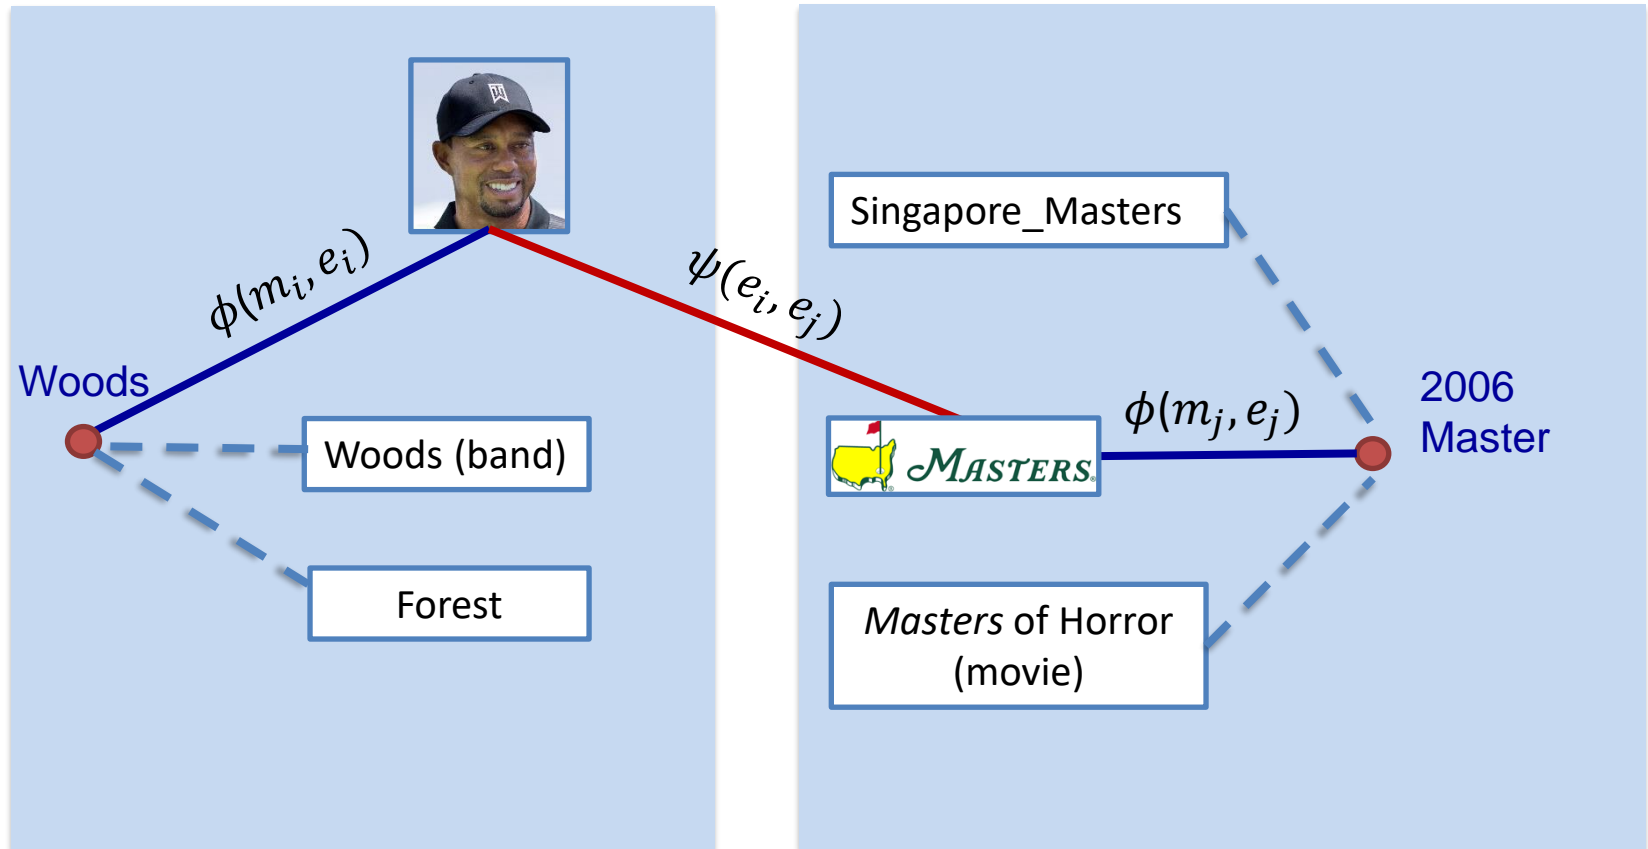 ϕ(mᵢ, eᵢ)
Woods
Woods (band)
Forest
ψ(eᵢ, eⱼ)
Singapore_Masters
MASTERS
ϕ(mⱼ, eⱼ)
2006
Master
Masters of Horror
(movie)